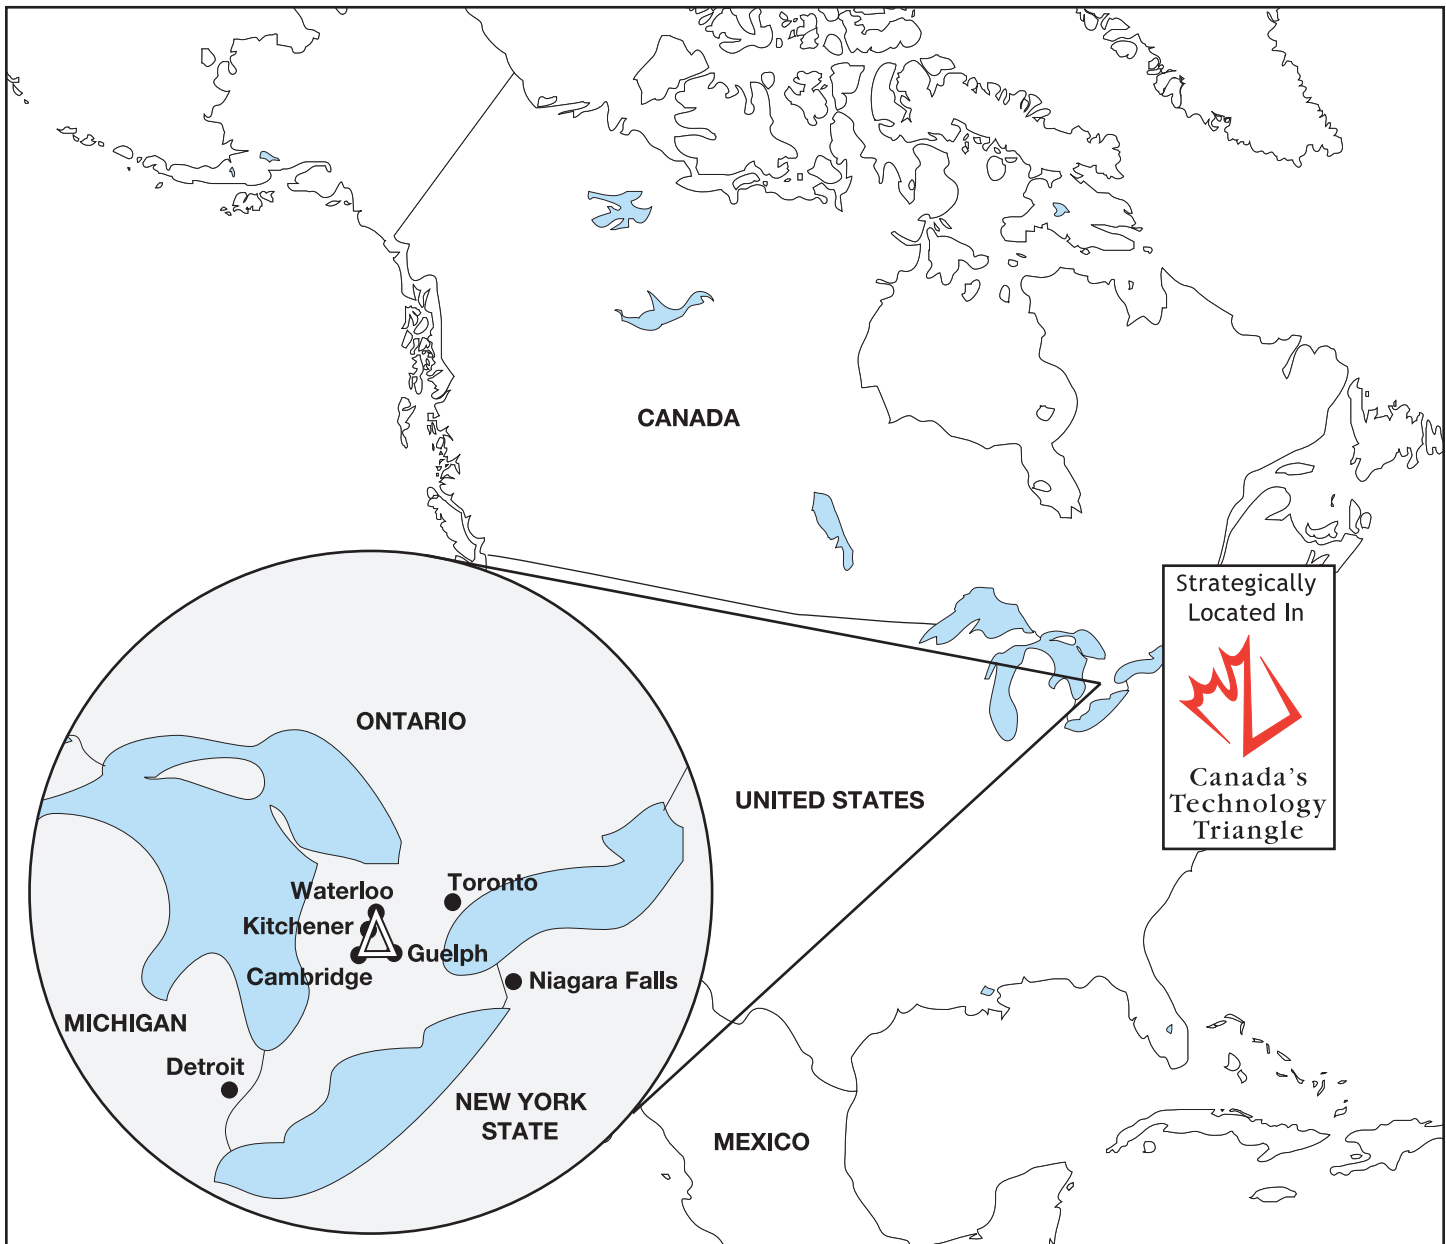 CANADA
Strategically
Located In
Canada's
Technology
Triangle
UNITED STATES
MEXICO
ONTARIO
Waterloo
Toronto
Kitchener
Guelph
Cambridge
Niagara Falls
MICHIGAN
Detroit
NEW YORK
STATE